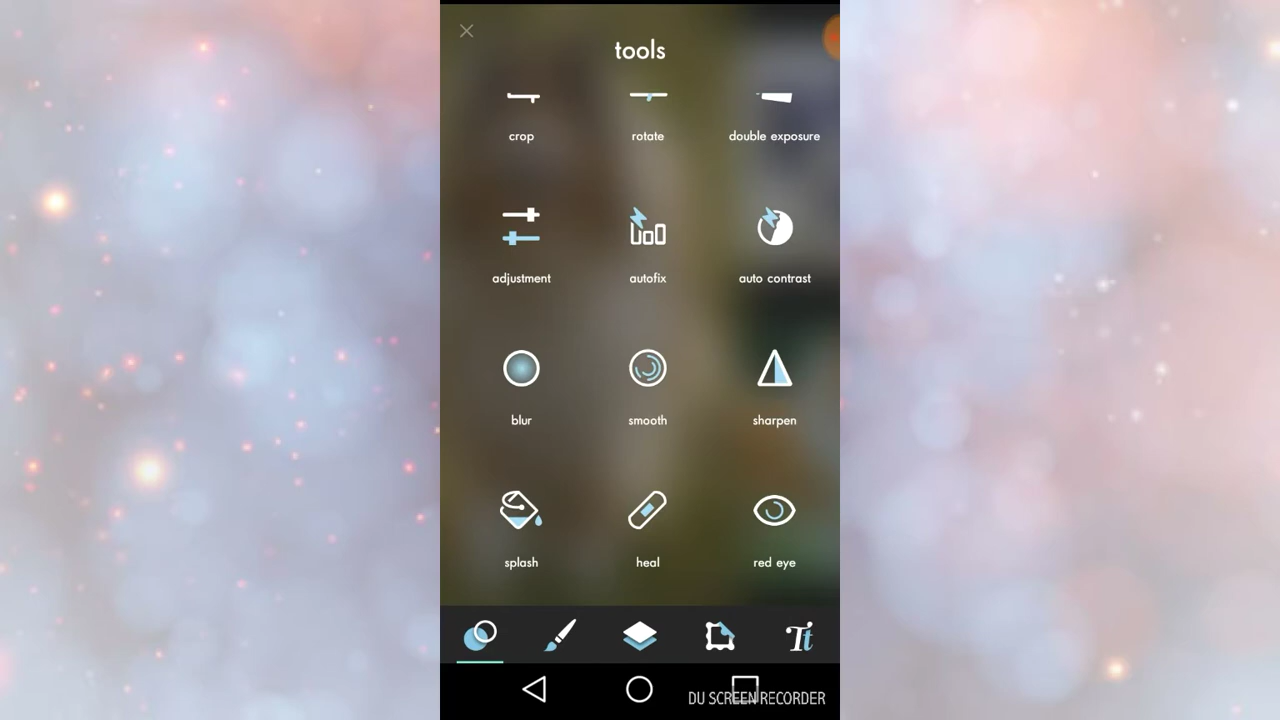 tools
crop rotate double exposure
adjustment autofix auto contrast
blur smooth sharpen
splash heal red eye
Tt
DU SCREEN RECORDER